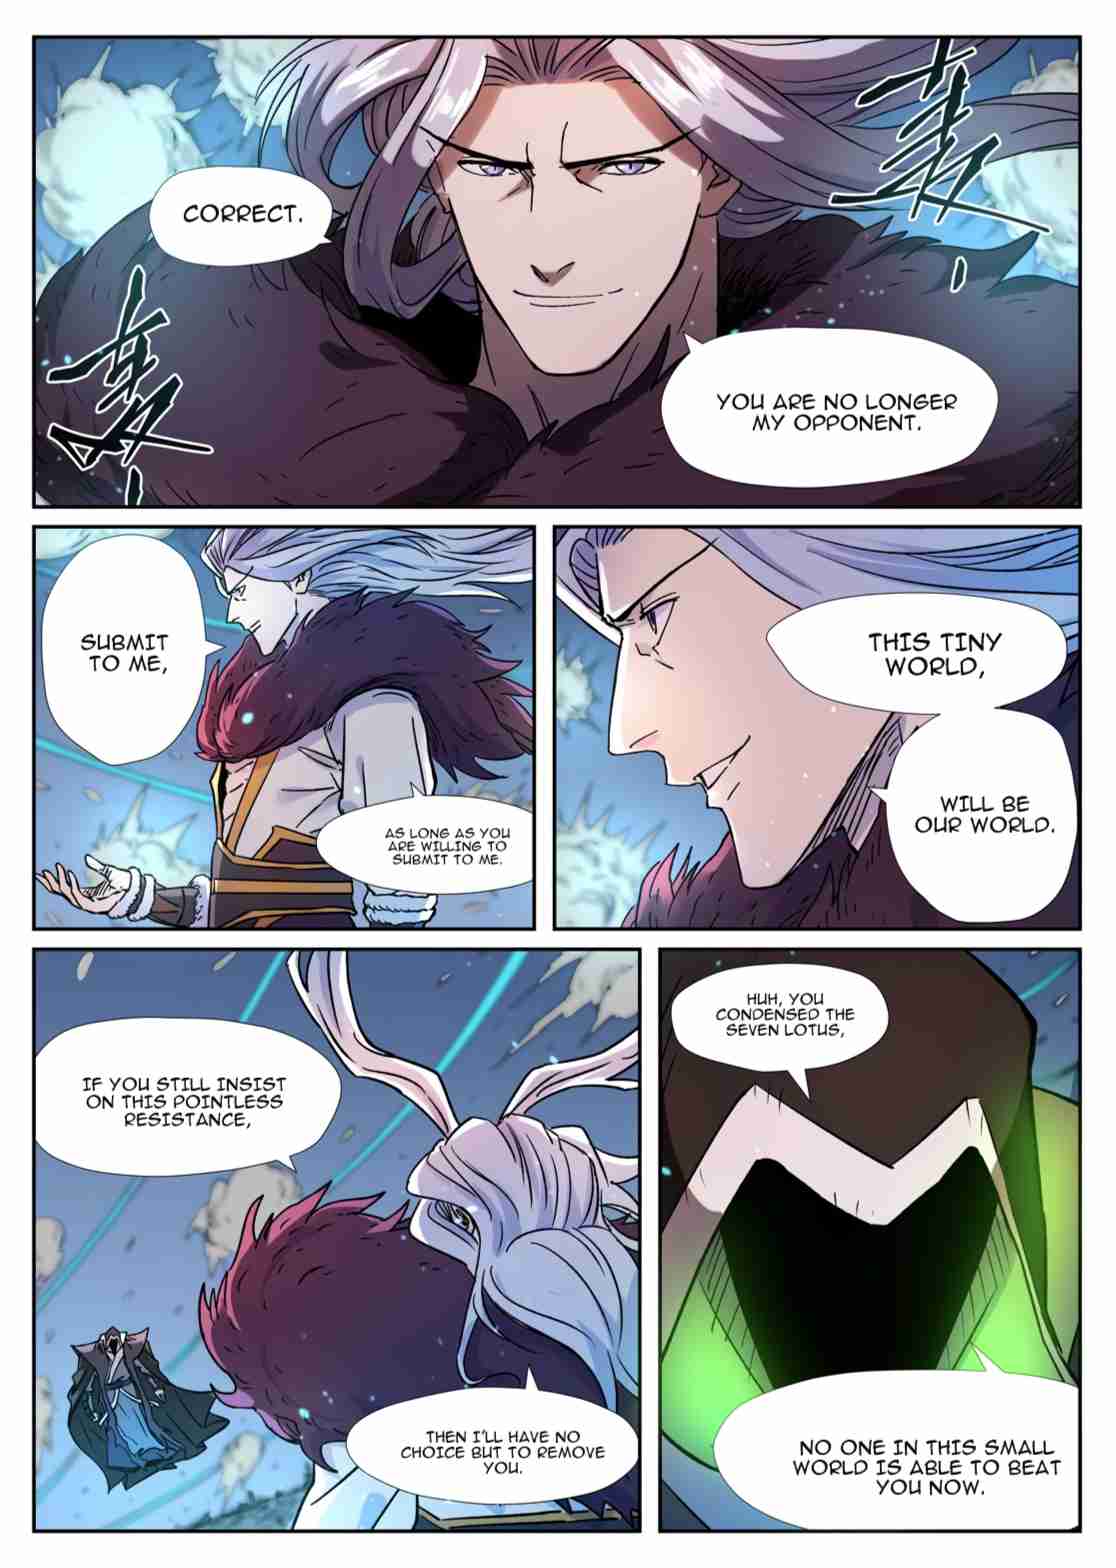 CORRECT.
YOU ARE NO LONGER
MY OPPONENT.
SUBMIT
TO ME,
AS LONG AS YOU
ARE WILLING TO
SUBMIT TO ME.
THIS TINY
WORLD,
WILL BE
OUR WORLD.
IF YOU STILL INSIST
ON THIS POINTLESS
RESISTANCE,
THEN I'LL HAVE NO
CHOICE BUT TO REMOVE
YOU.
HUH, YOU
CONDENSED THE
SEVEN LOTUS,
NO ONE IN THIS SMALL
WORLD IS ABLE TO BEAT
YOU NOW.